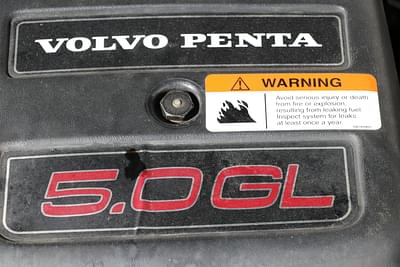 VOLVO PENTA
WARNING
Avoid serious injury or death
from fire or explosion,
resulting from leaking fuel.
Inspect system for leaks
at least once a year.
5.0GL